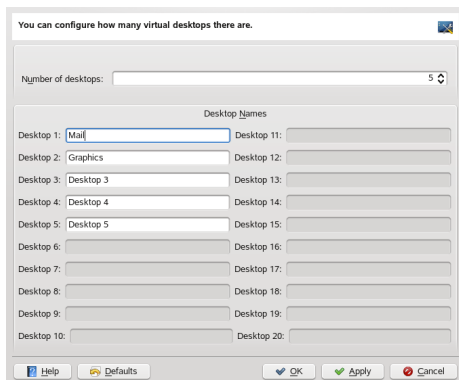 You can configure how many virtual desktops there are.
Number of desktops: 5
Desktop Names
Desktop 1: Mail Desktop 11:
Desktop 2: Graphics Desktop 12:
Desktop 3: Desktop 3 Desktop 13:
Desktop 4: Desktop 4 Desktop 14:
Desktop 5: Desktop 5 Desktop 15:
Desktop 6: Desktop 16:
Desktop 7: Desktop 17:
Desktop 8: Desktop 18:
Desktop 9: Desktop 19:
Desktop 10: Desktop 20:
Help Defaults OK Apply Cancel